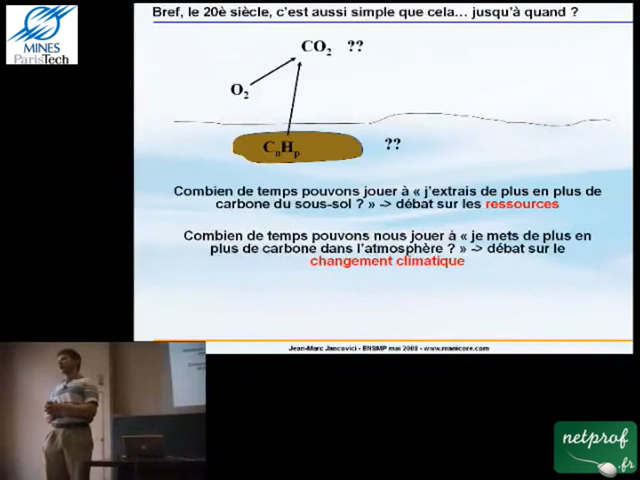 Bref, le 20è siècle, c'est aussi simple que cela… jusqu'à quand ?
MINES
ParisTech
CO2 ??
O2
CnHp ??
Combien de temps pouvons jouer à « j'extrais de plus en plus de
carbone du sous-sol ? » -> débat sur les ressources
Combien de temps pouvons nous jouer à « je mets de plus en
plus de carbone dans l'atmosphère ? » -> débat sur le
changement climatique
Jean-Marc Jancovici - ENSMP mai 2008 - www.manicore.com
netprof
.fr